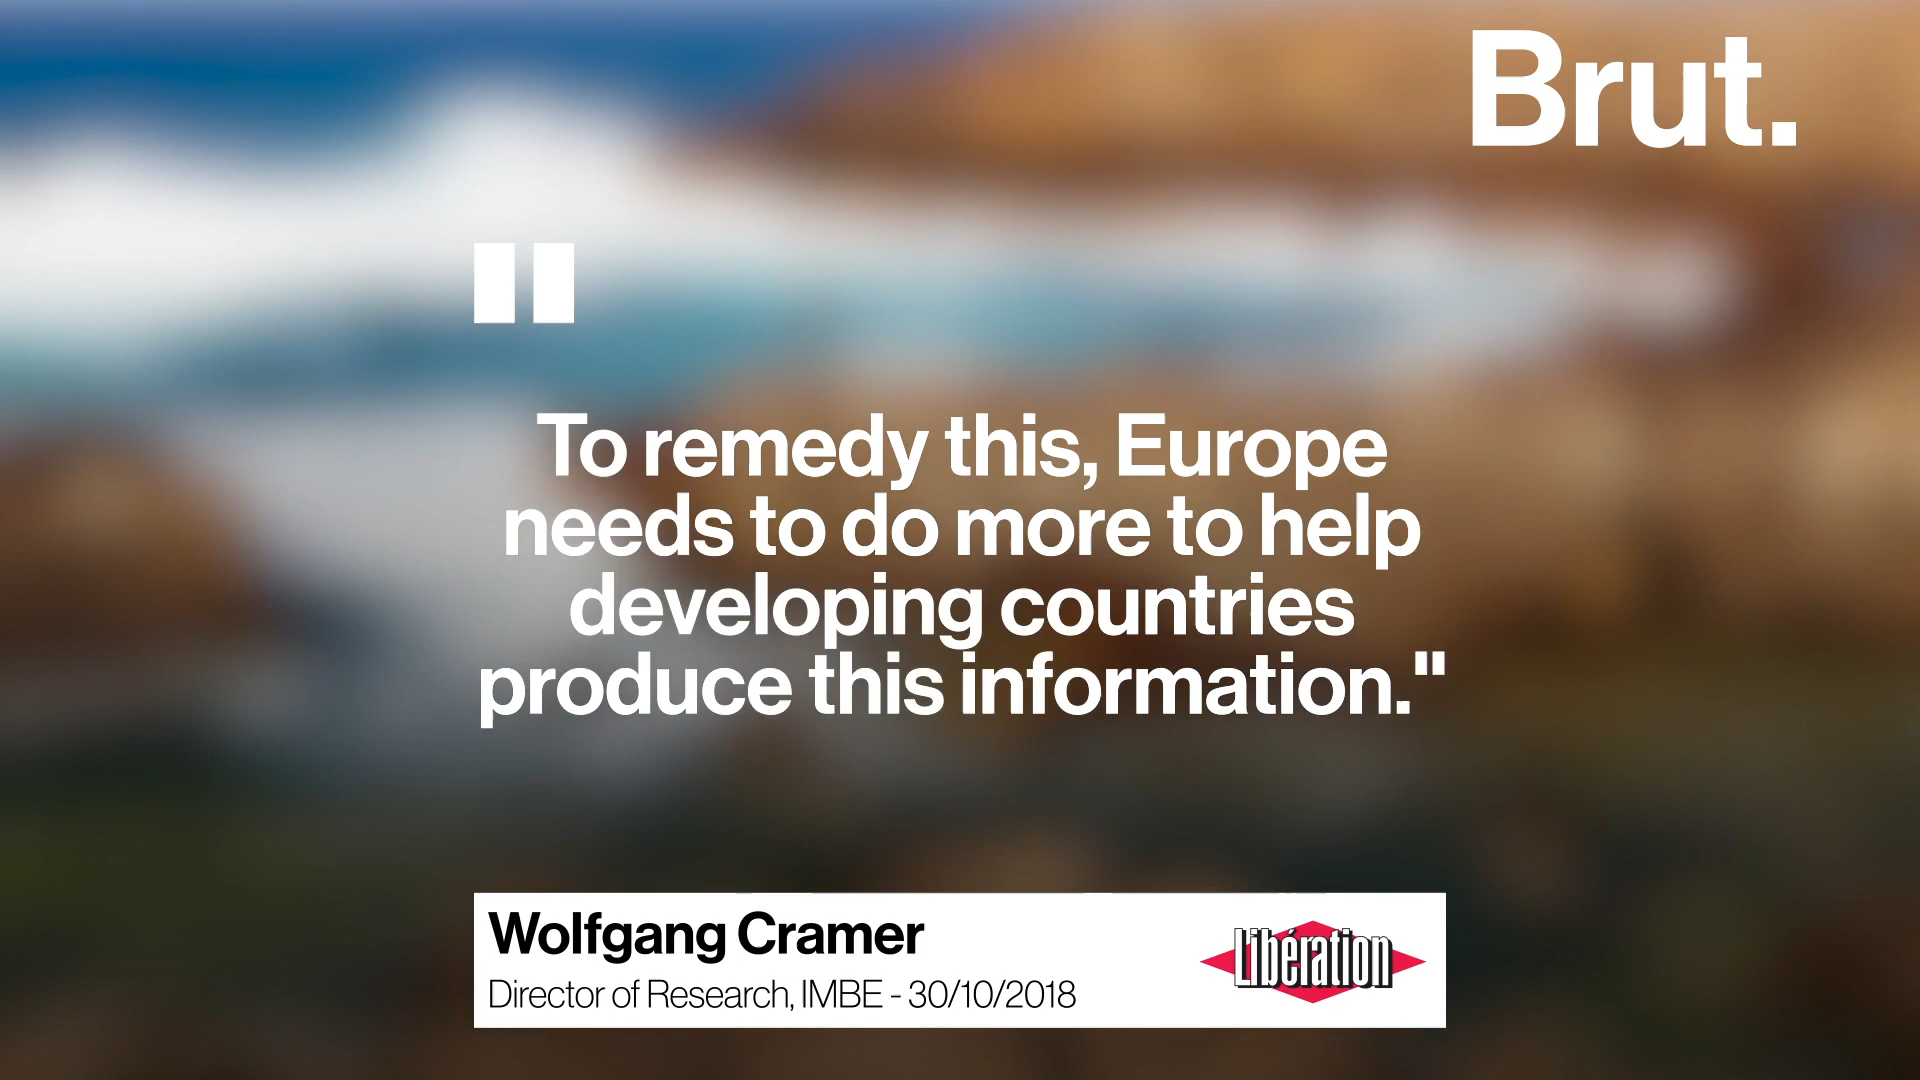 Brut.
"
To remedy this, Europe
needs to do more to help
developing countries
produce this information."
Wolfgang Cramer
Director of Research, IMBE - 30/10/2018
Libération